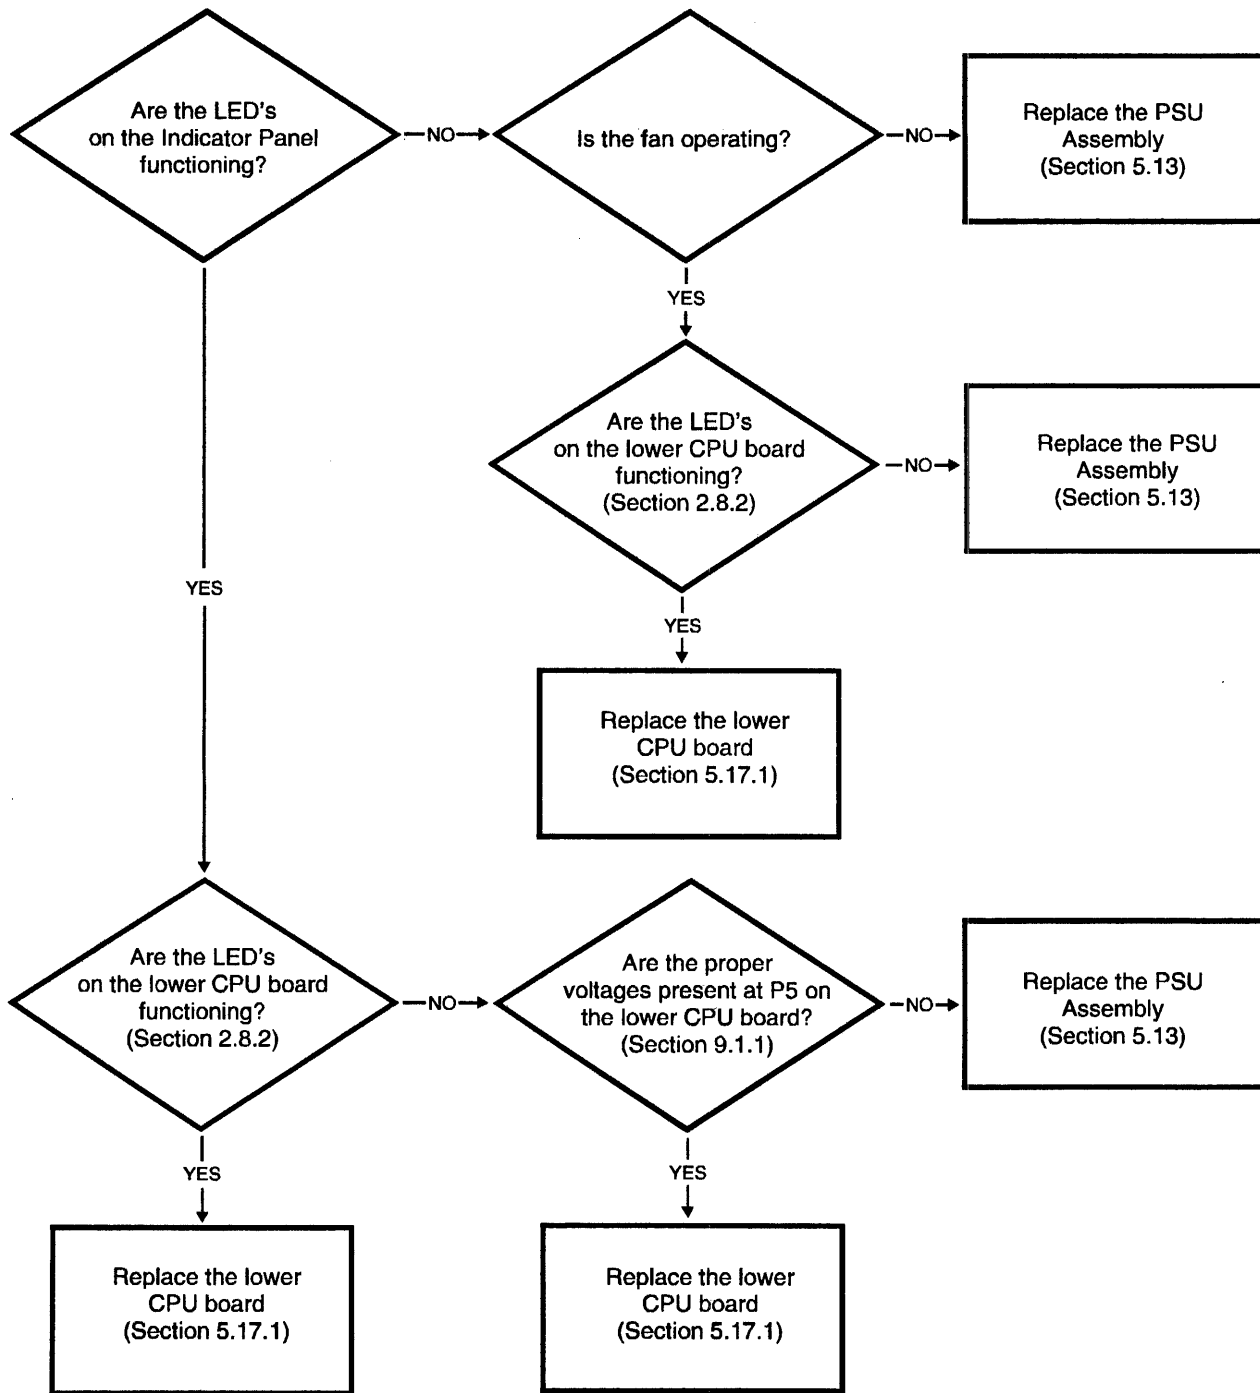 Are the LED's
on the Indicator Panel
functioning?
NO
Is the fan operating?
NO
Replace the PSU
Assembly
(Section 5.13)
YES
Are the LED's
on the lower CPU board
functioning?
(Section 2.8.2)
NO
Replace the PSU
Assembly
(Section 5.13)
YES
YES
Replace the lower
CPU board
(Section 5.17.1)
Are the LED's
on the lower CPU board
functioning?
(Section 2.8.2)
NO
Are the proper
voltages present at P5 on
the lower CPU board?
(Section 9.1.1)
NO
Replace the PSU
Assembly
(Section 5.13)
YES
YES
Replace the lower
CPU board
(Section 5.17.1)
Replace the lower
CPU board
(Section 5.17.1)